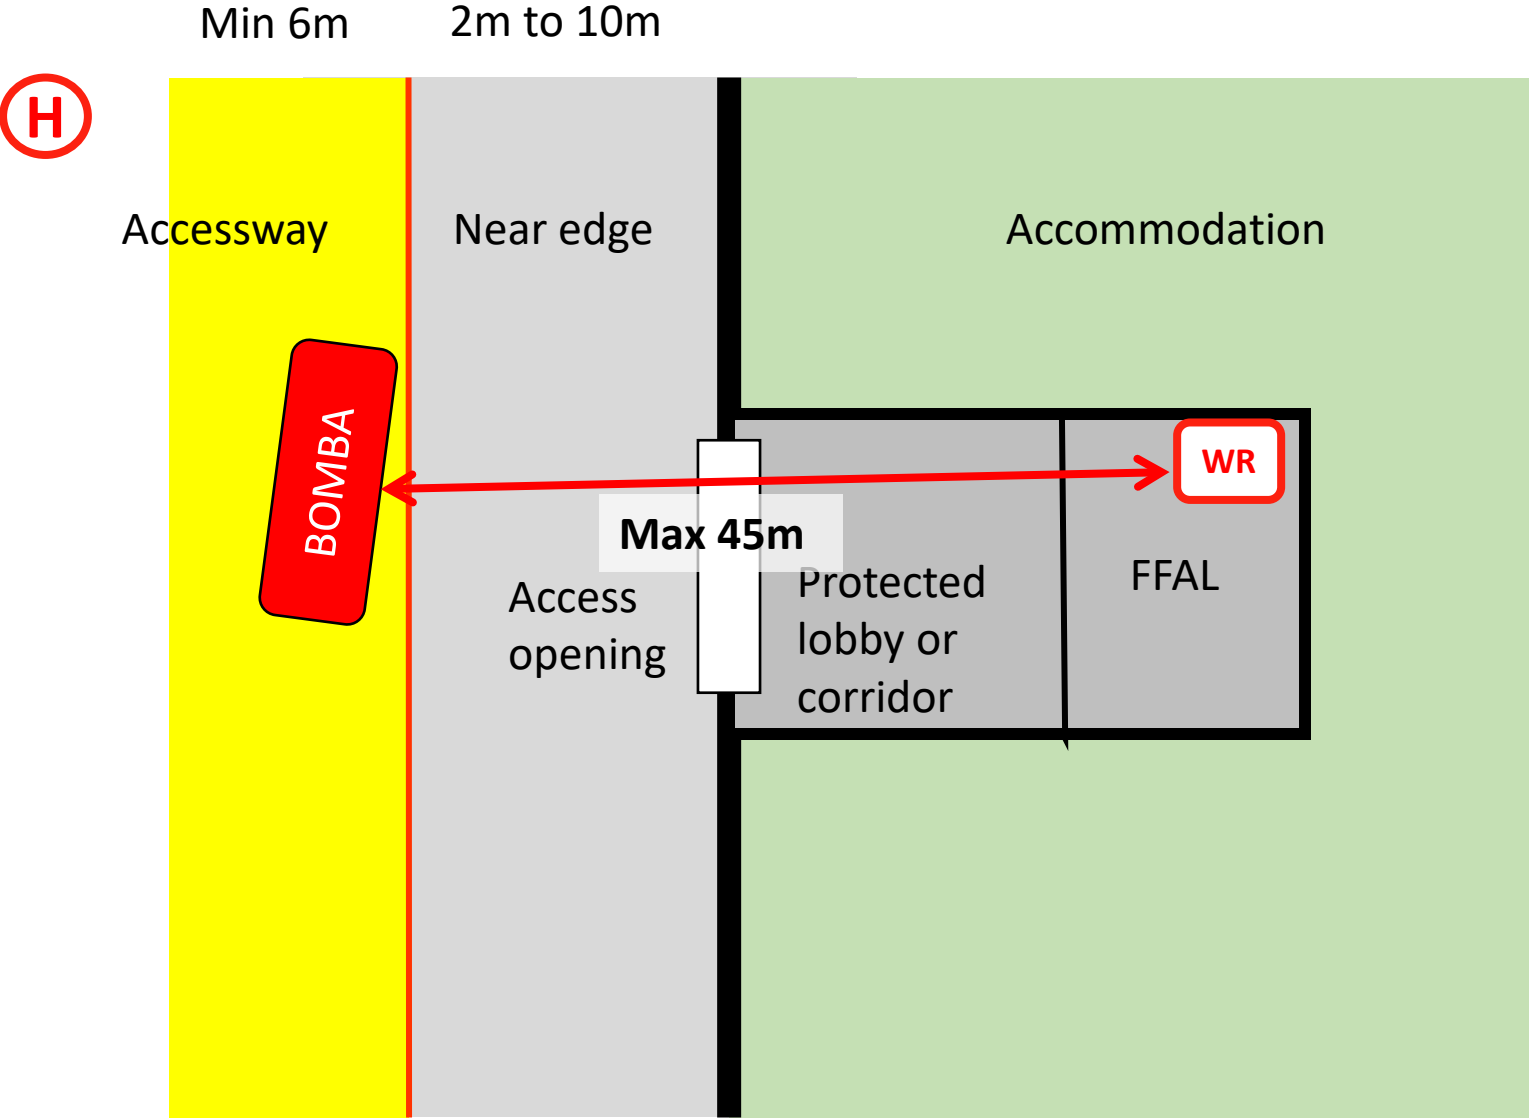 Min 6m
2m to 10m
H
Accessway
Near edge
Accommodation
BOMBA
WR
Max 45m
Access
opening
Protected
lobby or
corridor
FFAL